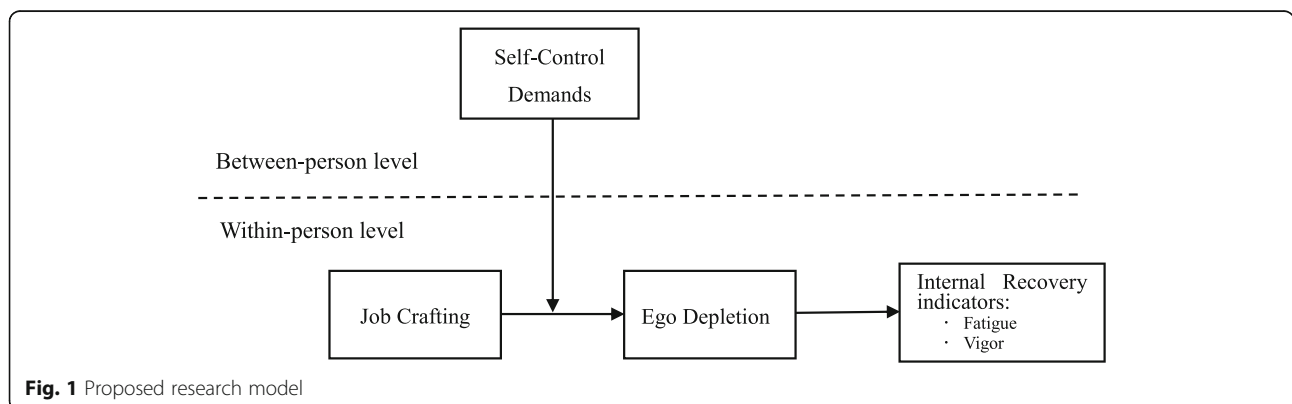 Self-Control
Demands
Between-person level
Within-person level
Job Crafting
Ego Depletion
Internal Recovery
indicators:
· Fatigue
· Vigor
Fig. 1 Proposed research model